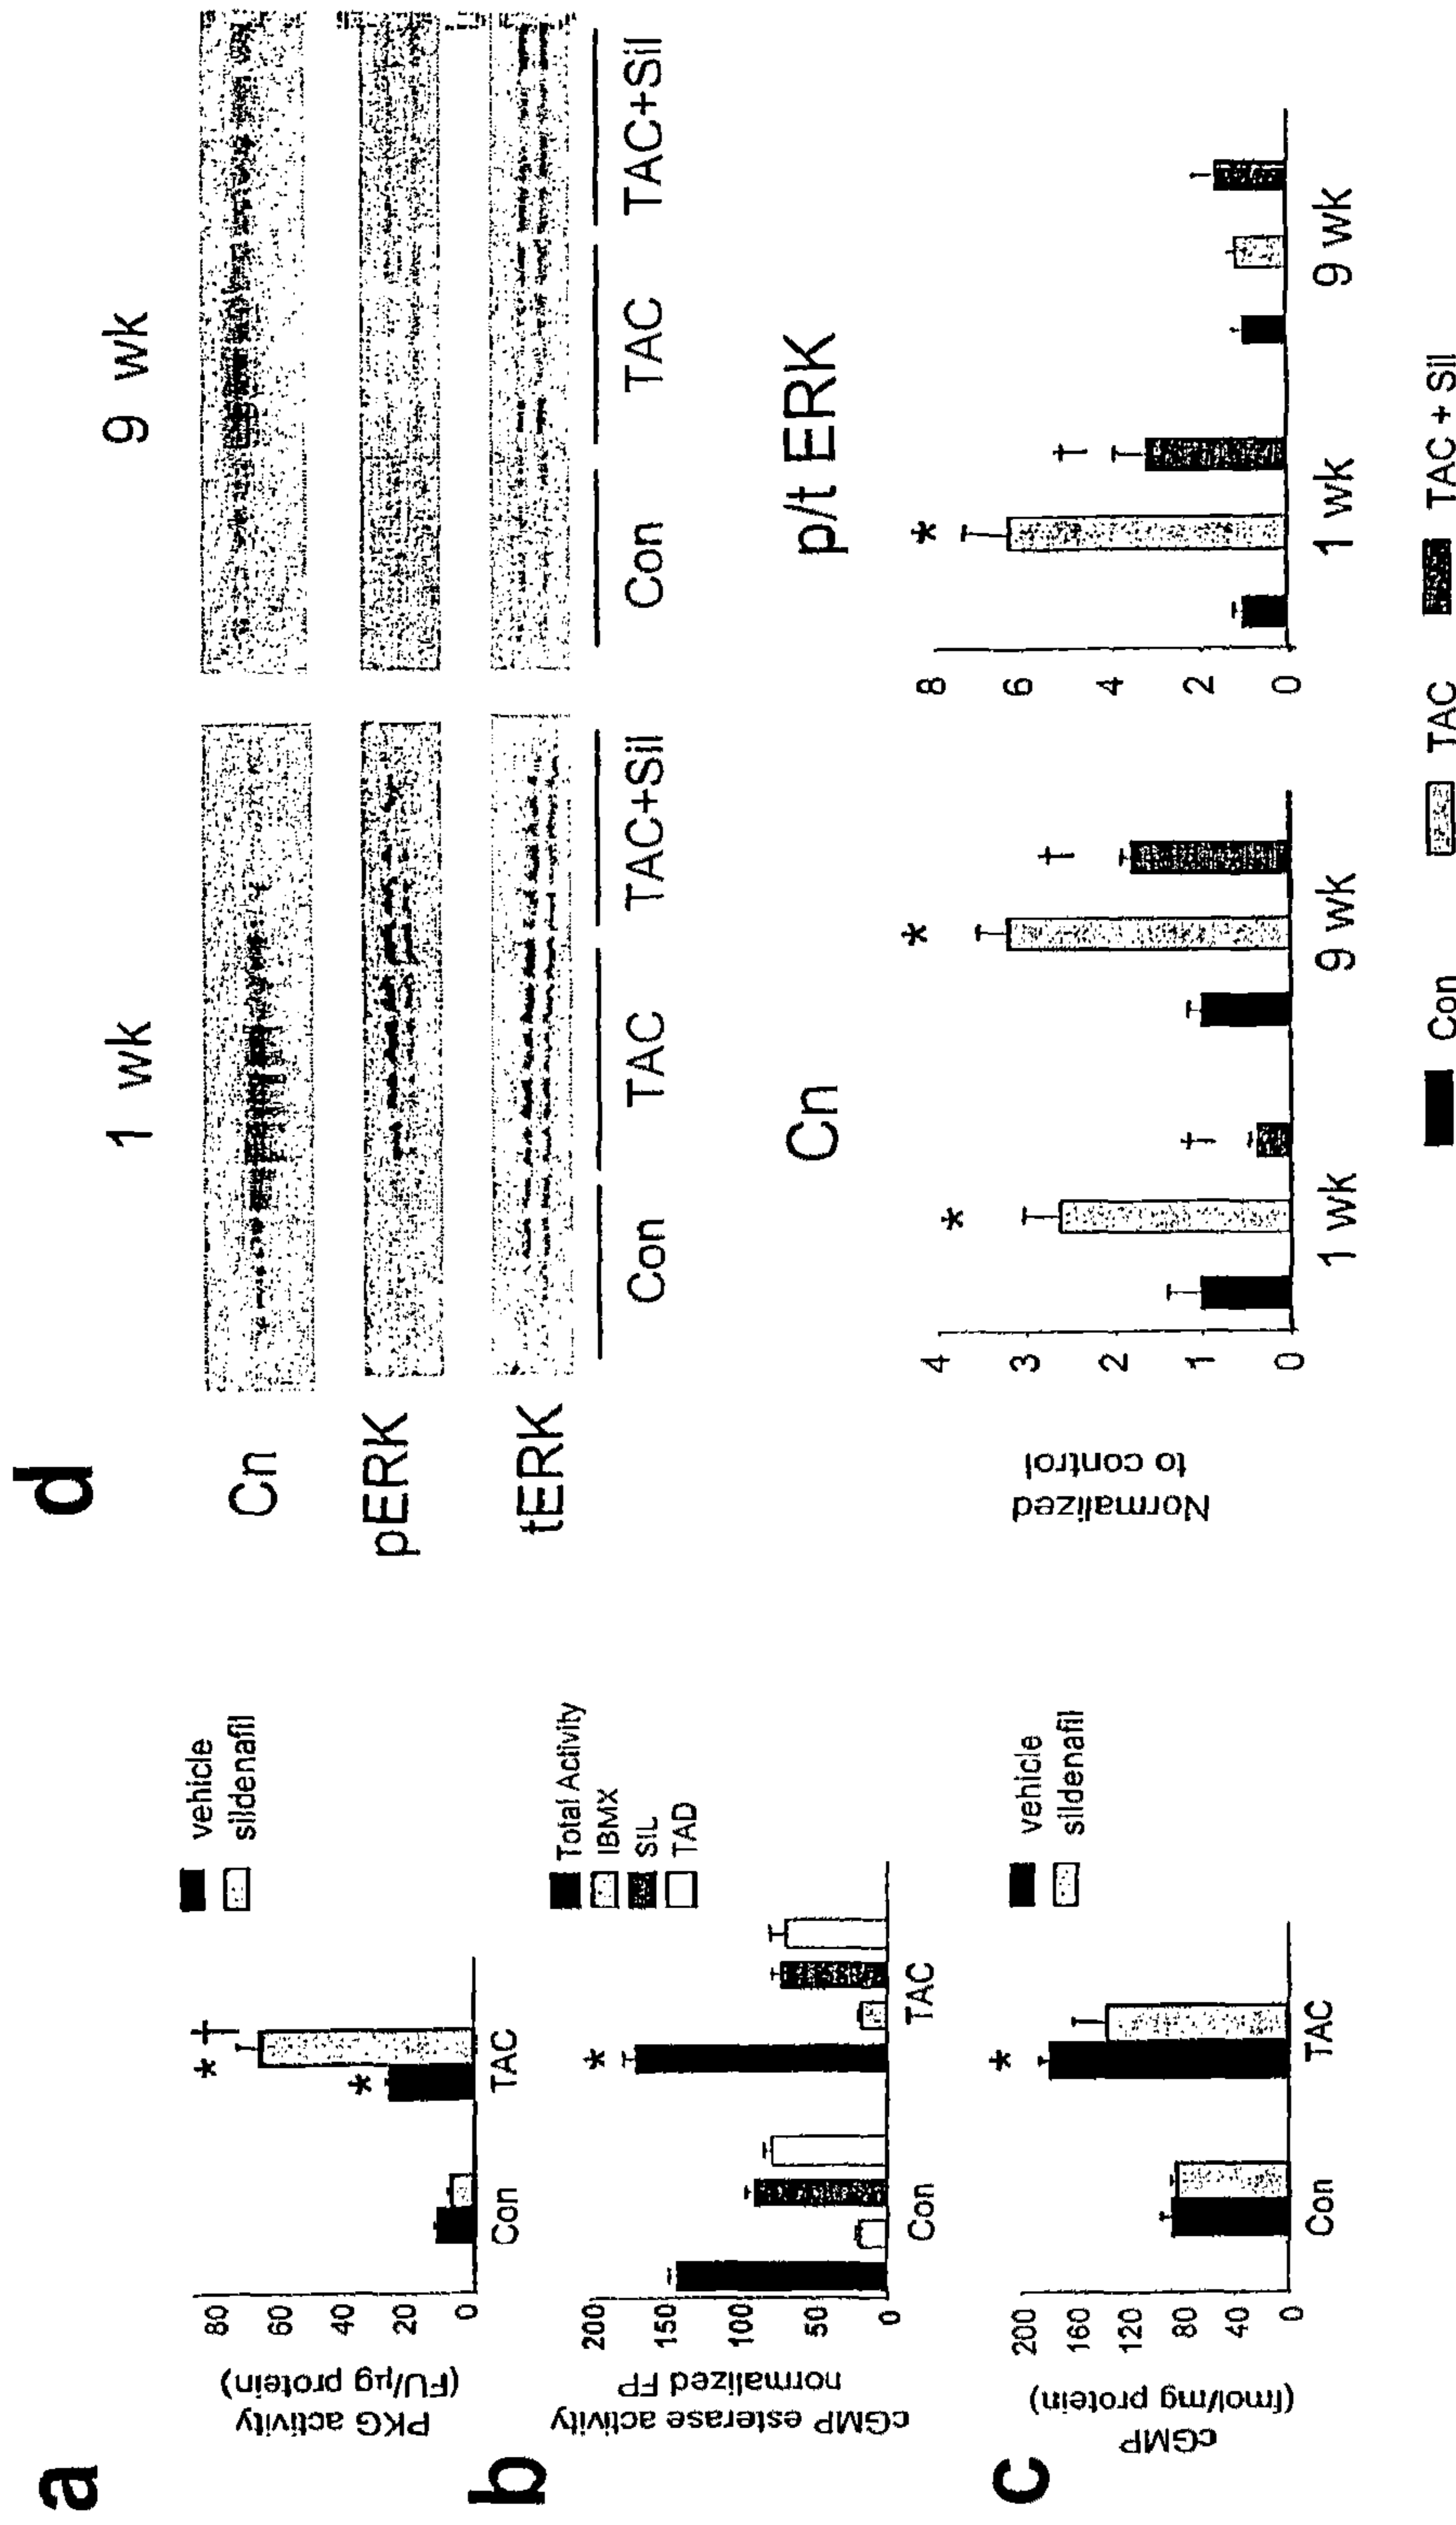 a
PKG activity
(FU/µg protein)
80
60
40
20
0
Con
TAC
*
* †
vehicle
sildenafil
b
cGMP esterase activity
normalized FP
200
150
100
50
0
Con
TAC
*
Total Activity
IBMX
SIL
TAD
c
cGMP
(fmol/mg protein)
200
160
120
80
40
0
Con
TAC
*
vehicle
sildenafil
d
1 wk
9 wk
Cn
pERK
tERK
Con
TAC
TAC+Sil
Con
TAC
TAC+Sil
Cn
Normalized
to control
4
3
2
1
0
*
†
*
†
1 wk
9 wk
p/t ERK
8
6
4
2
0
*
†
1 wk
9 wk
Con
TAC
TAC + Sil